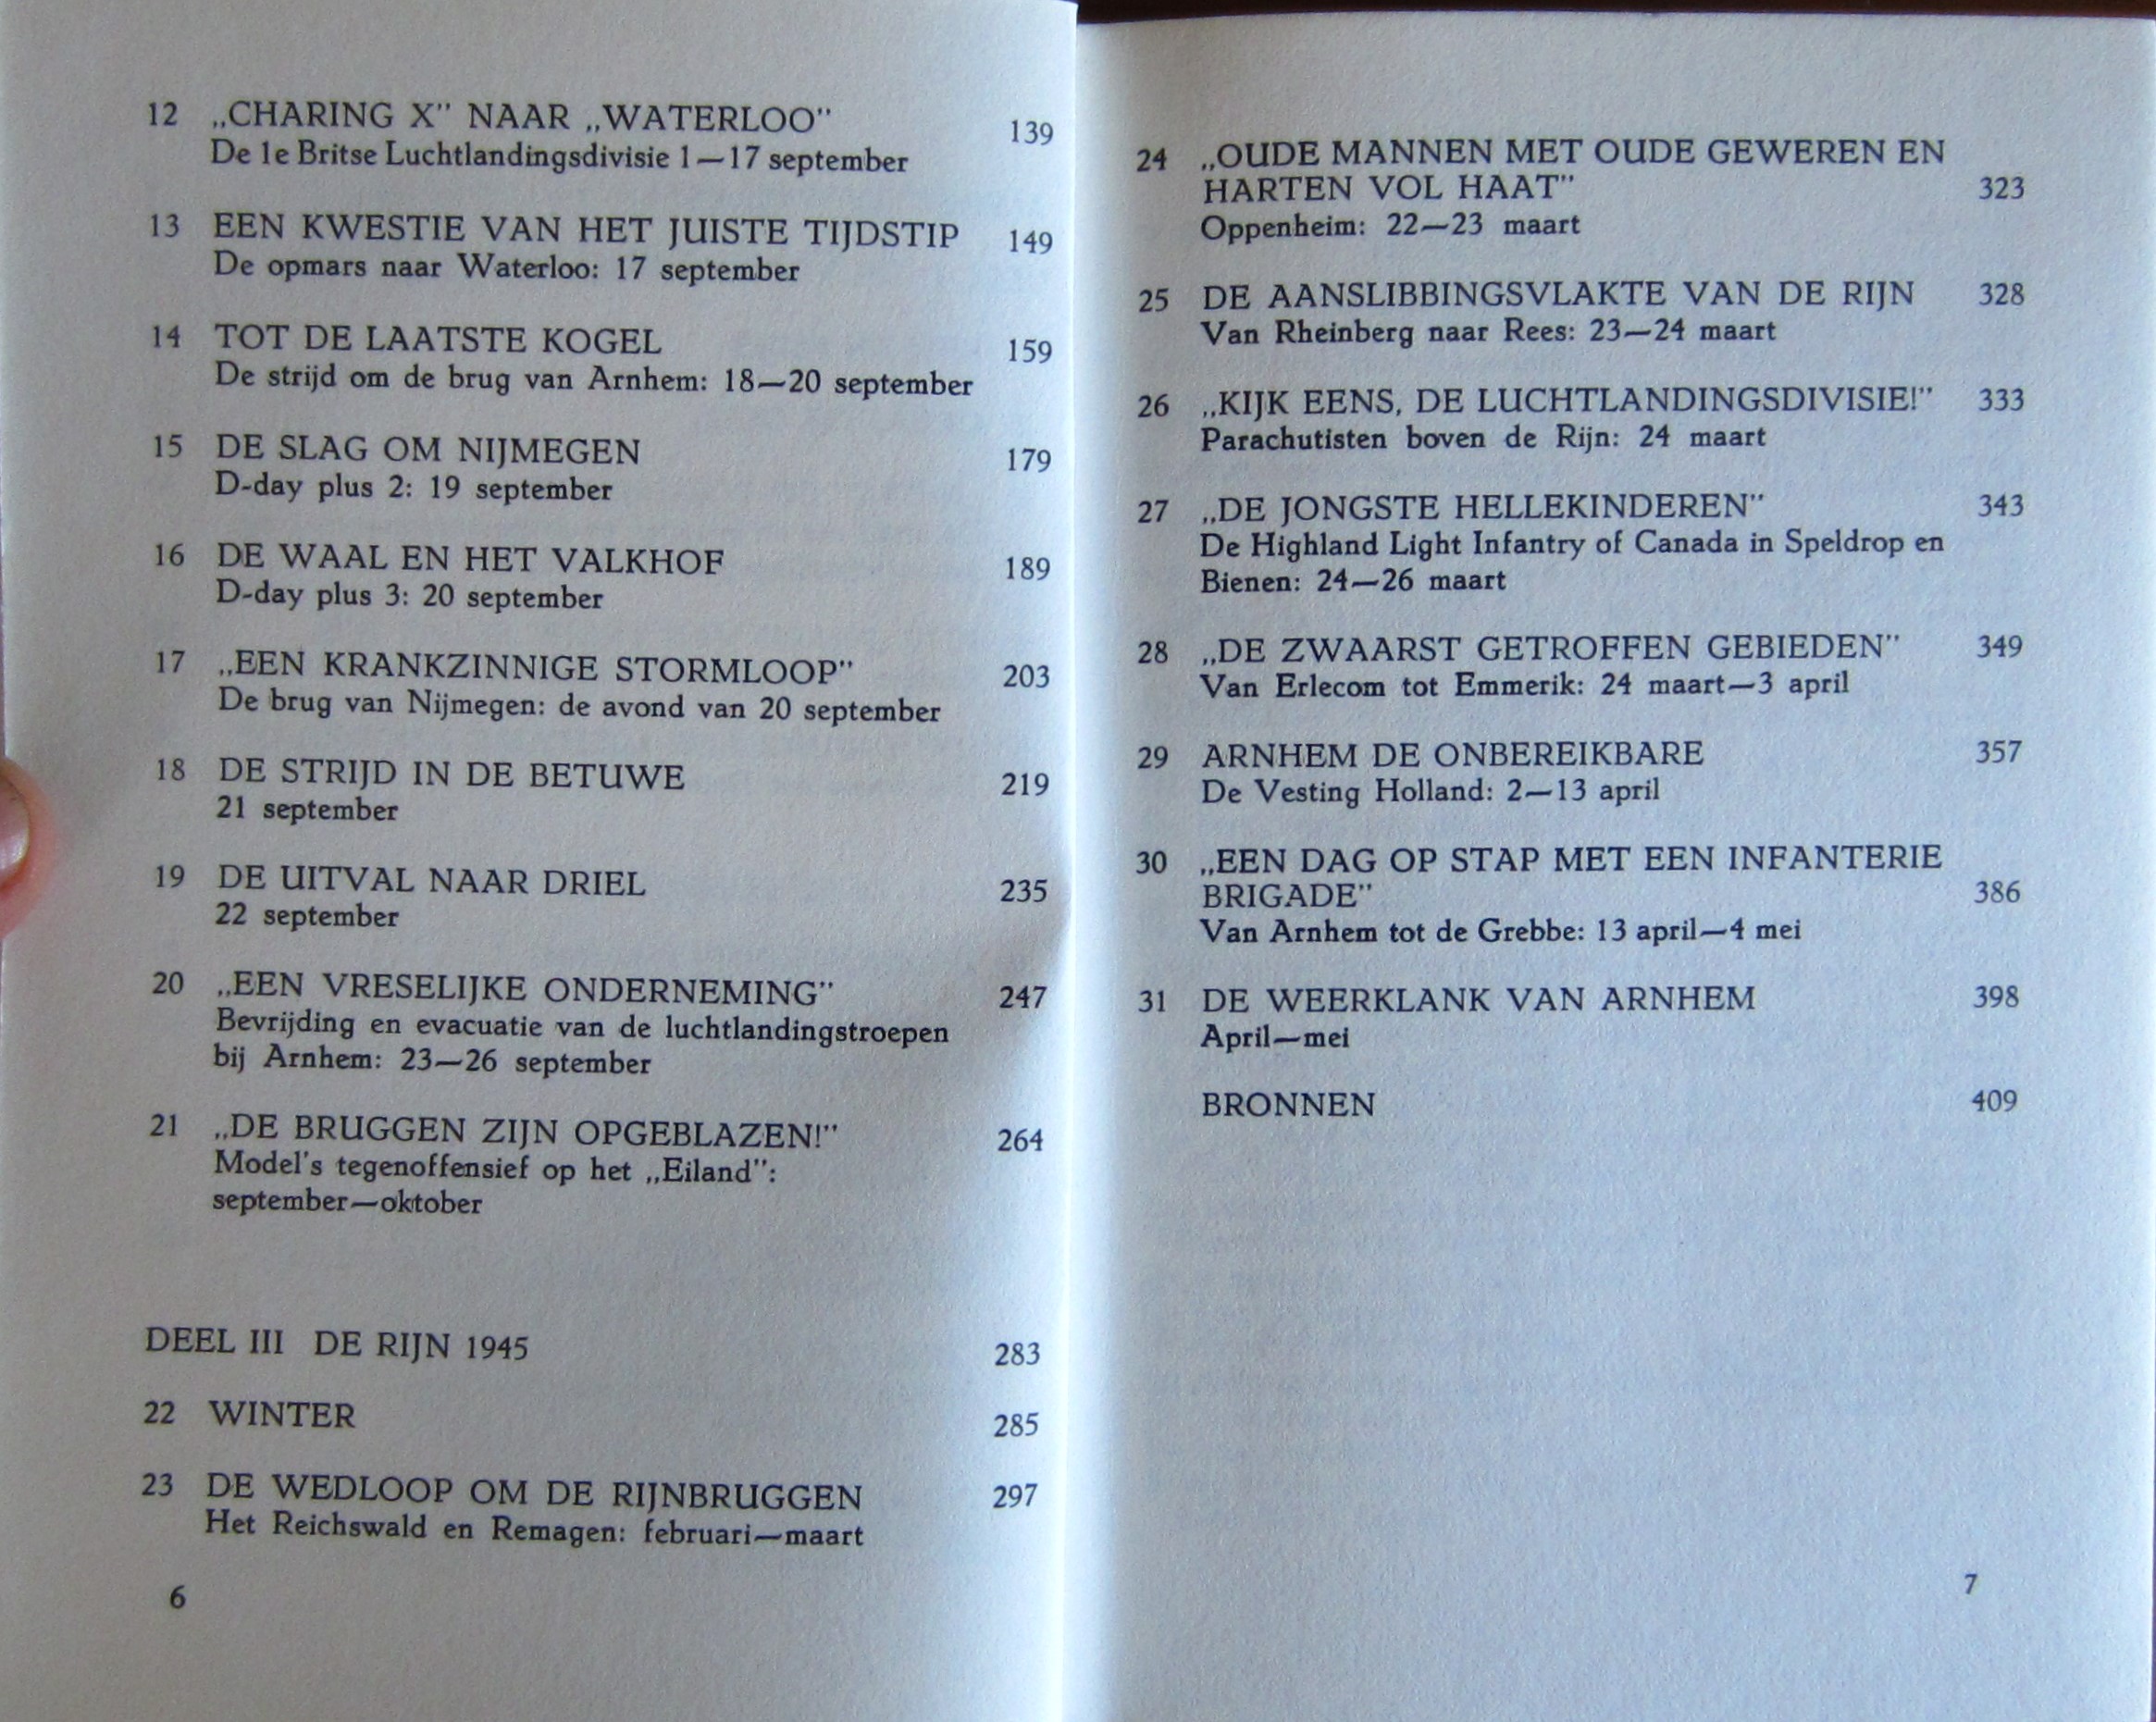 12 „CHARING X” NAAR „WATERLOO” 139
De 1e Britse Luchtlandingsdivisie 1—17 september
13 EEN KWESTIE VAN HET JUISTE TIJDSTIP 149
De opmars naar Waterloo: 17 september
14 TOT DE LAATSTE KOGEL 159
De strijd om de brug van Arnhem: 18—20 september
15 DE SLAG OM NIJMEGEN 179
D-day plus 2: 19 september
16 DE WAAL EN HET VALKHOF 189
D-day plus 3: 20 september
17 „EEN KRANKZINNIGE STORMLOOP” 203
De brug van Nijmegen: de avond van 20 september
18 DE STRIJD IN DE BETUWE 219
21 september
19 DE UITVAL NAAR DRIEL 235
22 september
20 „EEN VRESELIJKE ONDERNEMING” 247
Bevrijding en evacuatie van de luchtlandingstroepen
bij Arnhem: 23—26 september
21 „DE BRUGGEN ZIJN OPGEBLAZEN!” 264
Model's tegenoffensief op het „Eiland”:
september—oktober
DEEL III DE RIJN 1945 283
22 WINTER 285
23 DE WEDLOOP OM DE RIJNBRUGGEN 297
Het Reichswald en Remagen: februari—maart
6
24 „OUDE MANNEN MET OUDE GEWEREN EN
HARTEN VOL HAAT” 323
Oppenheim: 22—23 maart
25 DE AANSLIBBINGSVLAKTE VAN DE RIJN 328
Van Rheinberg naar Rees: 23—24 maart
26 „KIJK EENS, DE LUCHTLANDINGSDIVISIE!” 333
Parachutisten boven de Rijn: 24 maart
27 „DE JONGSTE HELLEKINDEREN” 343
De Highland Light Infantry of Canada in Speldrop en
Bienen: 24—26 maart
28 „DE ZWAARST GETROFFEN GEBIEDEN” 349
Van Erlecom tot Emmerik: 24 maart—3 april
29 ARNHEM DE ONBEREIKBARE 357
De Vesting Holland: 2—13 april
30 „EEN DAG OP STAP MET EEN INFANTERIE
BRIGADE” 386
Van Arnhem tot de Grebbe: 13 april—4 mei
31 DE WEERKLANK VAN ARNHEM 398
April—mei
BRONNEN 409
7